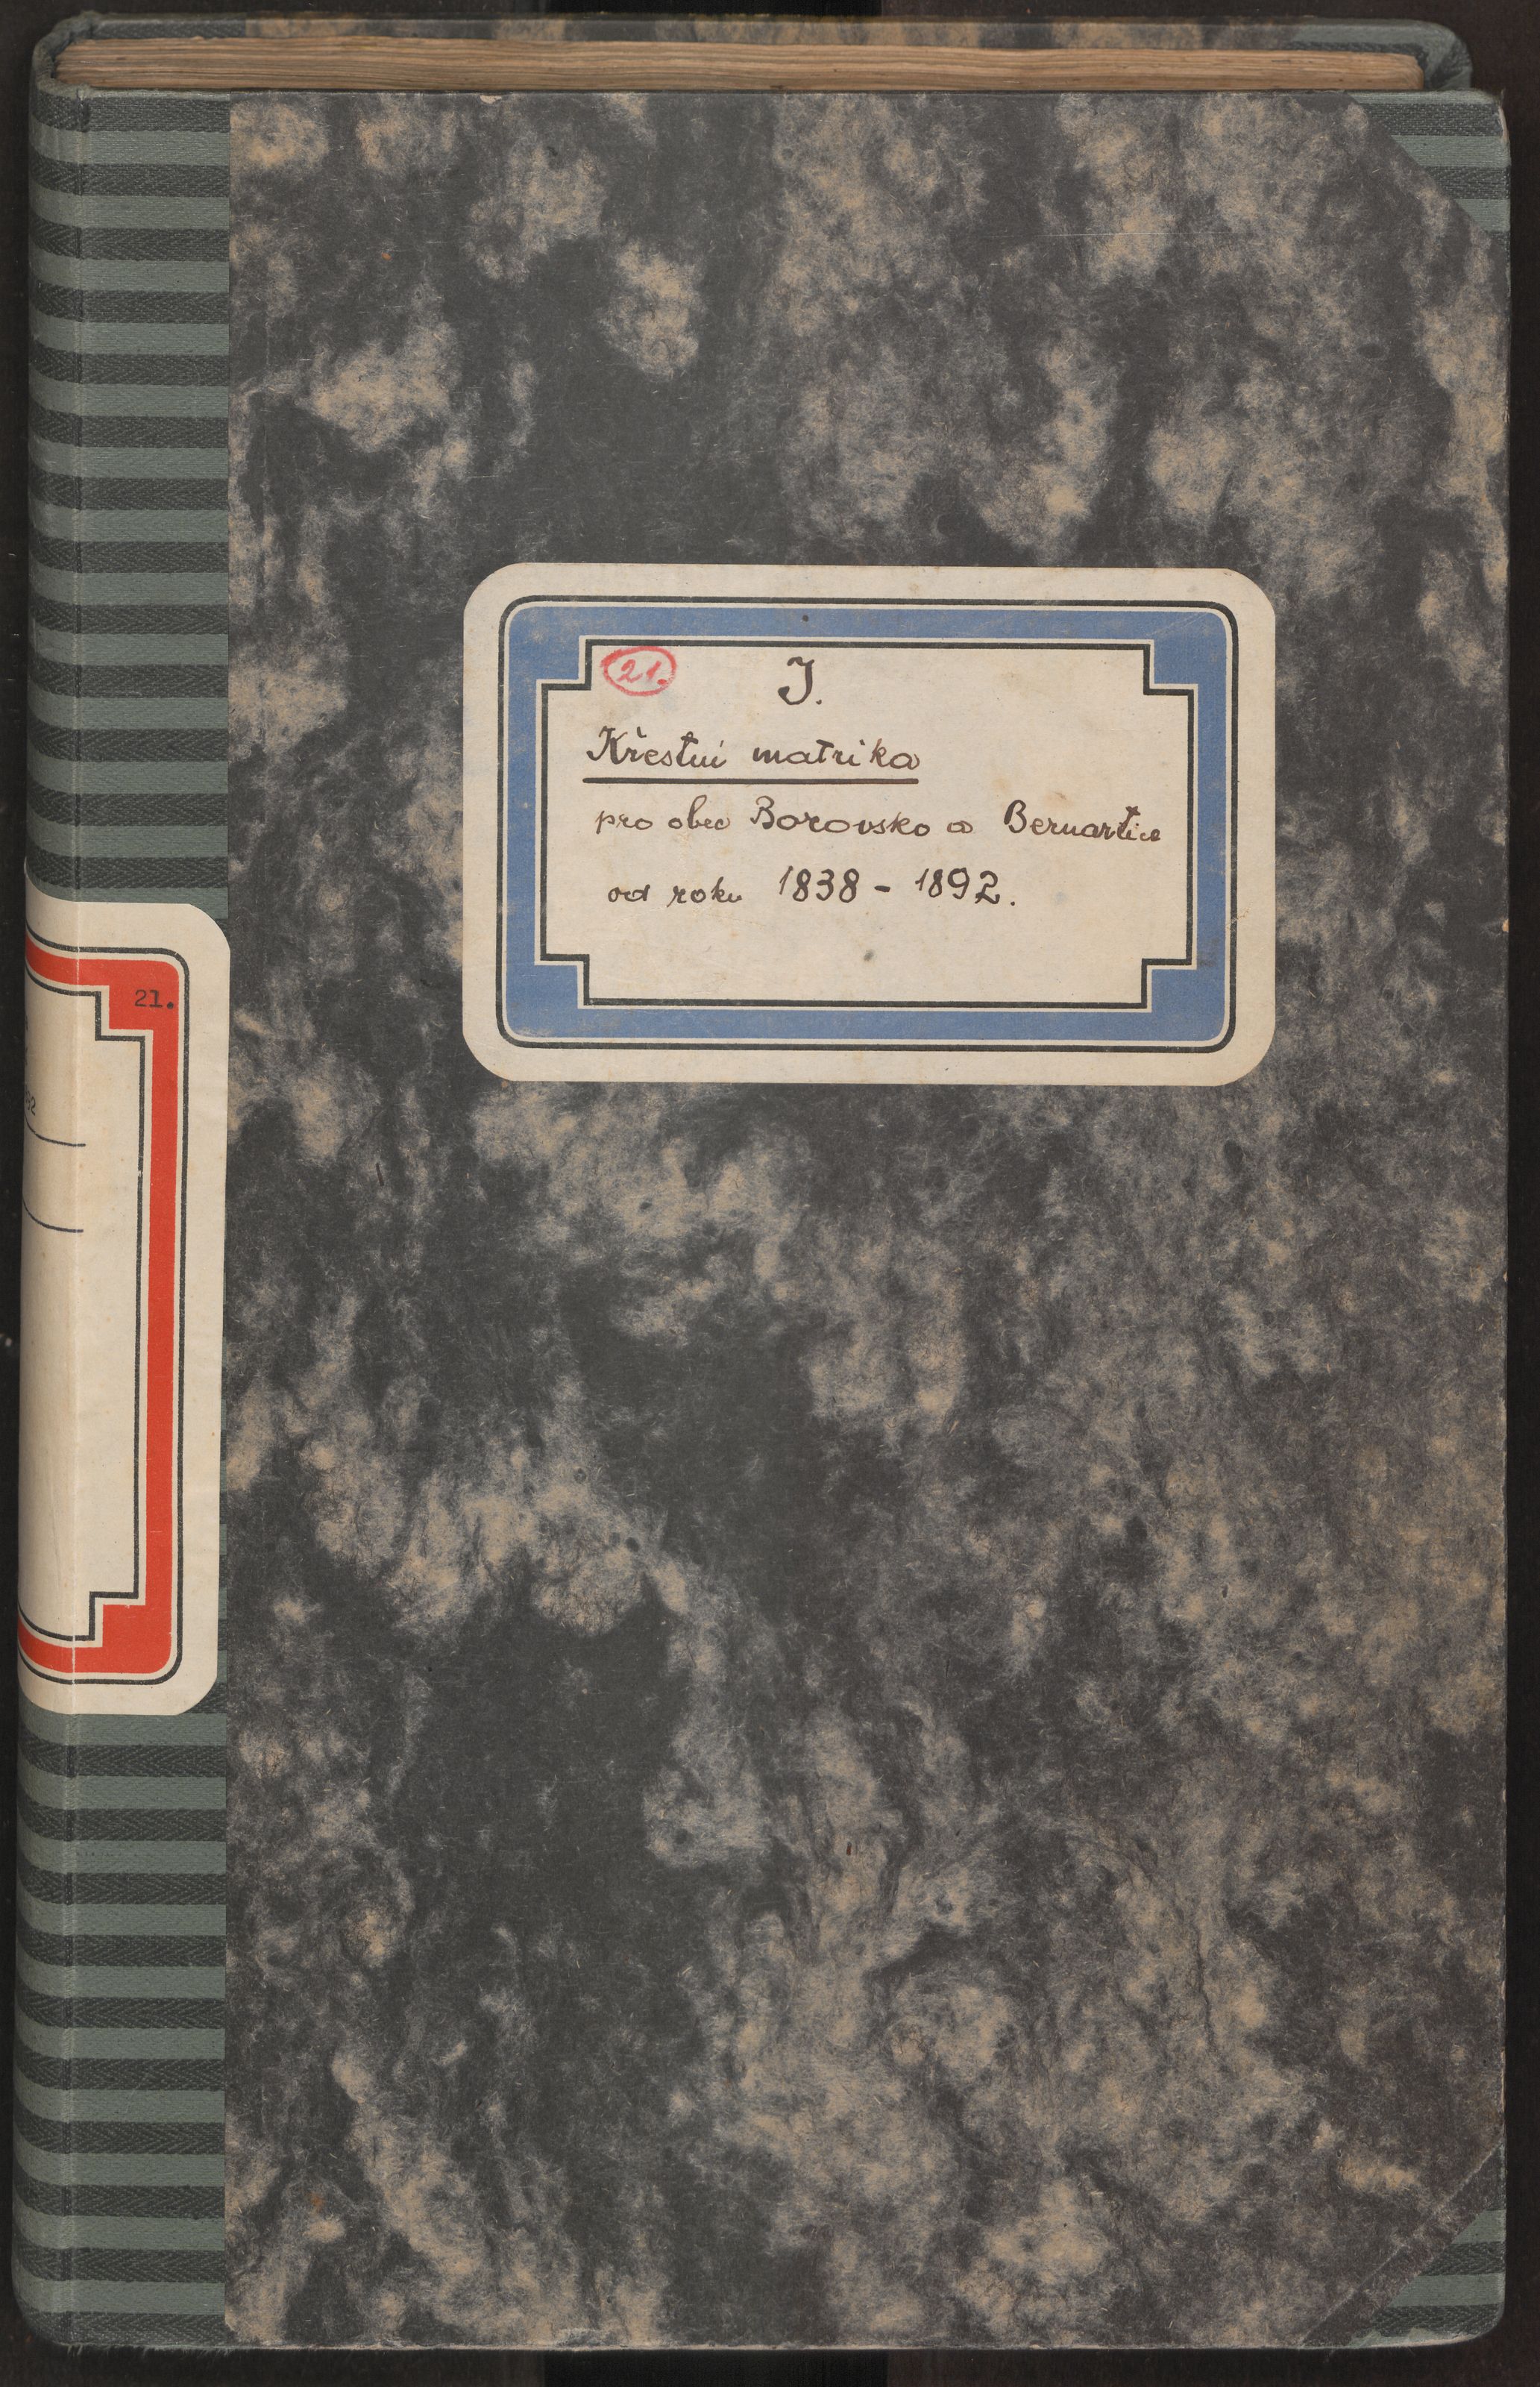 21. I.
Křestní matrika
pro obec Borovsko a Bernartice
od roku 1838 - 1892.
21.